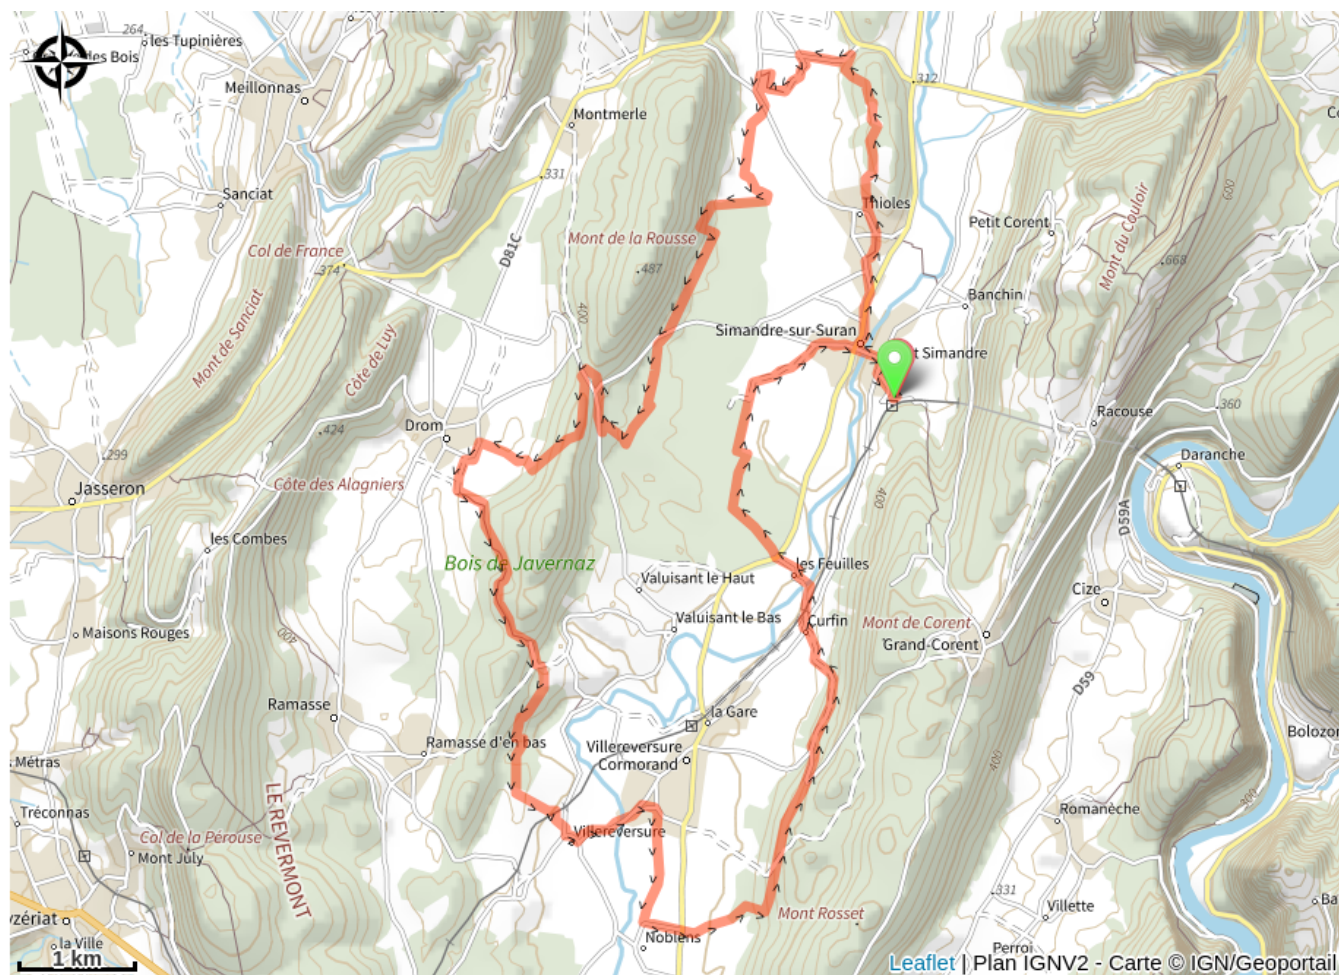 264
les Tupinières
des Bois
Meillonnas
Montmerle
312
331
Sanciat
Thioles
Petit Corent
Mont du Couloir
600
D81C
Mont de la Rousse
Col de France
374
487
668
Mont de Sanciat
400
Banchin
Simandre-sur-Suran
Côte de Luy
t Simandre
360
Racouse
Drom
424
299
Daranche
Jasseron
Côte des Alagniers
400
D59A
les Combes
Bois de Javernaz
les Feuilles
Valuisant le Haut
Cize
Valuisant le Bas
Curfin
Mont de Corent
Maisons Rouges
400
Grand-Corent
D59
Ramasse
la Gare
Bolozon
Ramasse d'en bas
Villereversure
Cormorand
Métras
400
LE REVERMONT
300
Tréconnas
Romanèche
Col de la Pérouse
Villereversure
Mont July
331
Villette
Ba
Mont Rosset
yzériat
Noblens
la Ville
Perroi
1 km
Leaflet | Plan IGNV2 - Carte © IGN/Geoportail